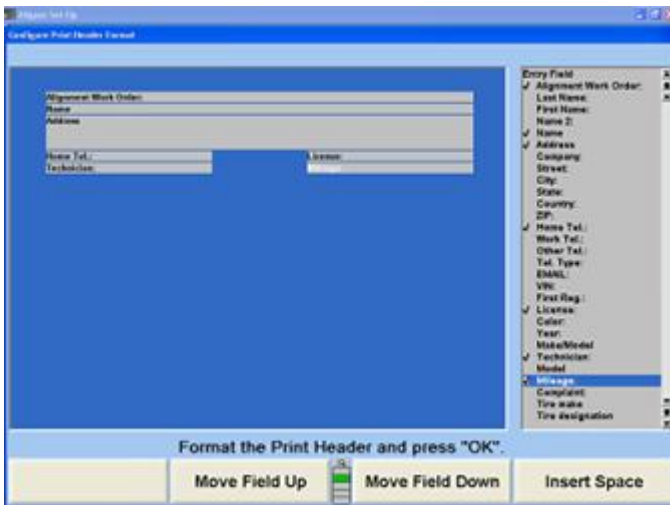 Aligner Set-Up
Configure Print Header Format
Alignment Work Order:
Name
Address
Home Tel.:
License:
Technician:
Mileage:
Entry Field
Alignment Work Order:
Last Name:
First Name:
Name 2:
Name
Address
Company:
Street:
City:
State:
Country:
ZIP:
Home Tel.:
Work Tel.:
Other Tel.:
Tel. Type:
EMAIL:
VIN:
First Reg.:
License:
Color:
Year:
Make/Model
Technician:
Model
Mileage:
Complaint:
Tire make
Tire designation
Format the Print Header and press "OK".
Move Field Up
Move Field Down
Insert Space